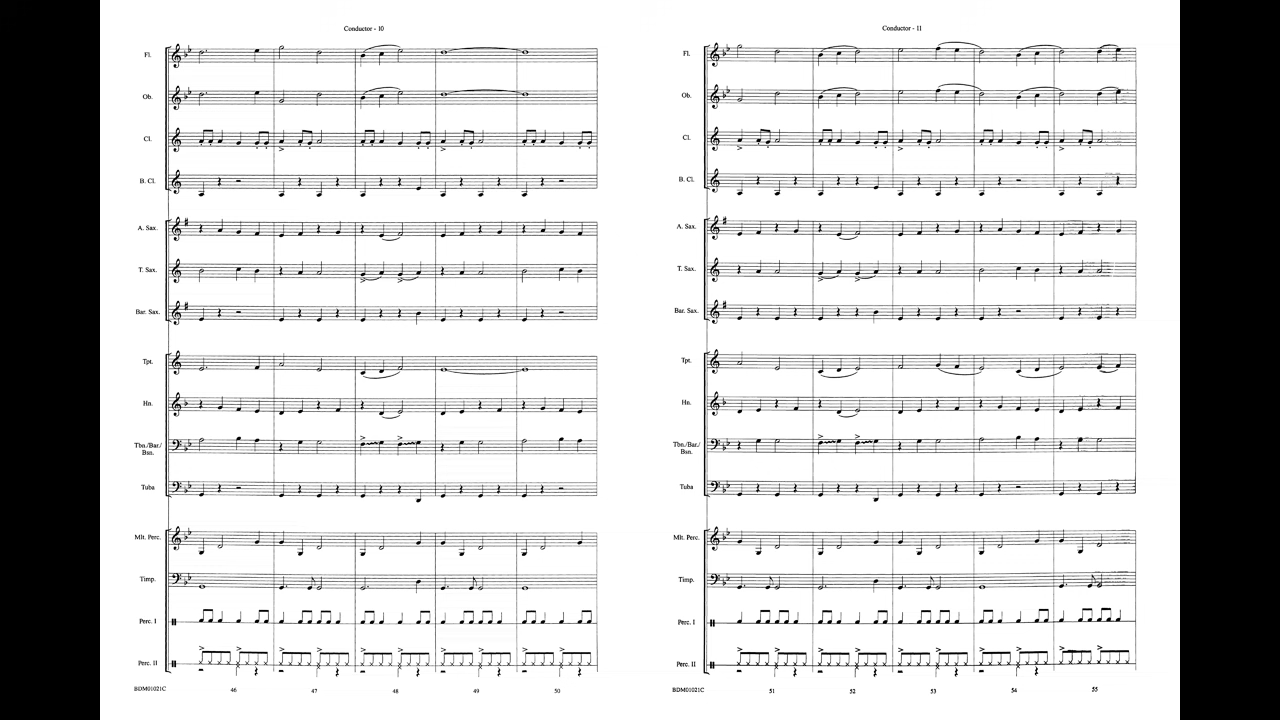 Conductor - 10
Fl.
Ob.
Cl.
B. Cl.
A. Sax.
T. Sax.
Bar. Sax.
Tpt.
Hn.
Tbn./Bar./
Bsn.
Tuba
Mlt. Perc.
Timp.
Perc. I
Perc. II
BDM01021C
46 47 48 49 50
Conductor - 11
Fl.
Ob.
Cl.
B. Cl.
A. Sax.
T. Sax.
Bar. Sax.
Tpt.
Hn.
Tbn./Bar./
Bsn.
Tuba
Mlt. Perc.
Timp.
Perc. I
Perc. II
BDM01021C
51 52 53 54 55